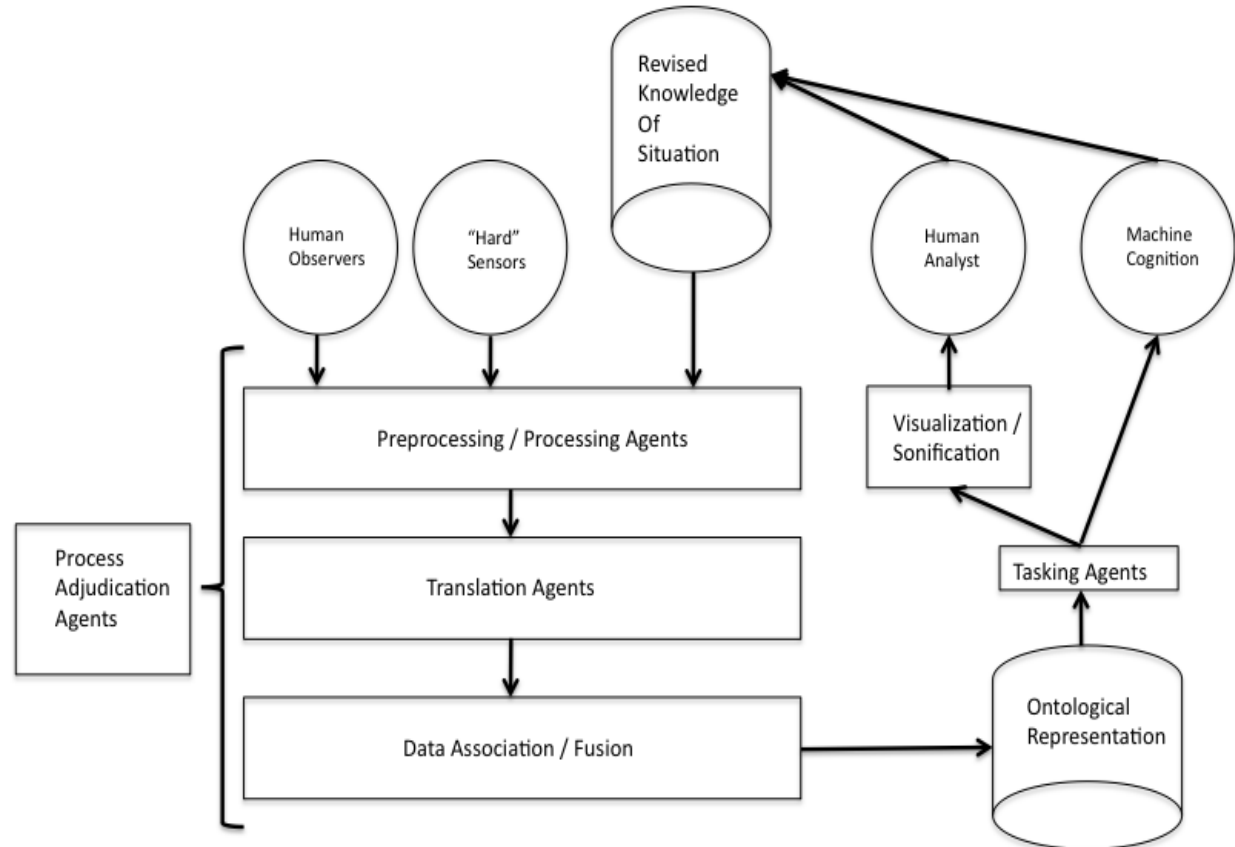 Revised
Knowledge
Of
Situation
Human
Observers
“Hard”
Sensors
Human
Analyst
Machine
Cognition
Preprocessing / Processing Agents
Visualization /
Sonification
Process
Adjudication
Agents
Translation Agents
Tasking Agents
Data Association / Fusion
Ontological
Representation